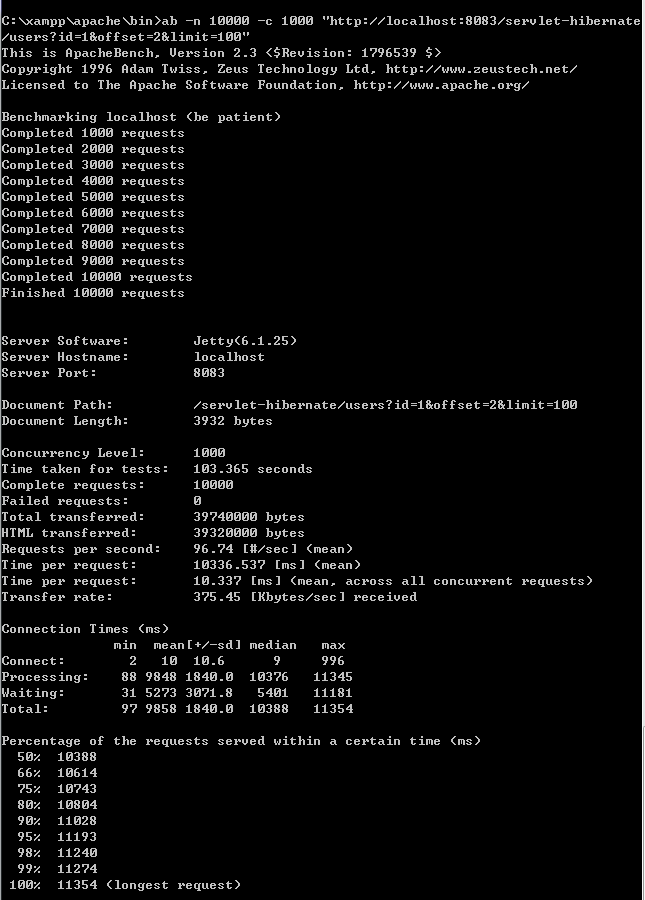 C:\xampp\apache\bin>ab -n 10000 -c 1000 "http://localhost:8083/servlet-hibernate
/users?id=1&offset=2&limit=100"
This is ApacheBench, Version 2.3 <$Revision: 1796539 $>
Copyright 1996 Adam Twiss, Zeus Technology Ltd, http://www.zeustech.net/
Licensed to The Apache Software Foundation, http://www.apache.org/
Benchmarking localhost (be patient)
Completed 1000 requests
Completed 2000 requests
Completed 3000 requests
Completed 4000 requests
Completed 5000 requests
Completed 6000 requests
Completed 7000 requests
Completed 8000 requests
Completed 9000 requests
Completed 10000 requests
Finished 10000 requests
Server Software: Jetty(6.1.25)
Server Hostname: localhost
Server Port: 8083
Document Path: /servlet-hibernate/users?id=1&offset=2&limit=100
Document Length: 3932 bytes
Concurrency Level: 1000
Time taken for tests: 103.365 seconds
Complete requests: 10000
Failed requests: 0
Total transferred: 39740000 bytes
HTML transferred: 39320000 bytes
Requests per second: 96.74 [#/sec] (mean)
Time per request: 10336.537 [ms] (mean)
Time per request: 10.337 [ms] (mean, across all concurrent requests)
Transfer rate: 375.45 [Kbytes/sec] received
Connection Times (ms)
min mean[+/-sd] median max
Connect: 2 10 10.6 9 996
Processing: 88 9848 1840.0 10376 11345
Waiting: 31 5273 3071.8 5401 11181
Total: 97 9858 1840.0 10388 11354
Percentage of the requests served within a certain time (ms)
50% 10388
66% 10614
75% 10743
80% 10804
90% 11028
95% 11193
98% 11240
99% 11274
100% 11354 (longest request)